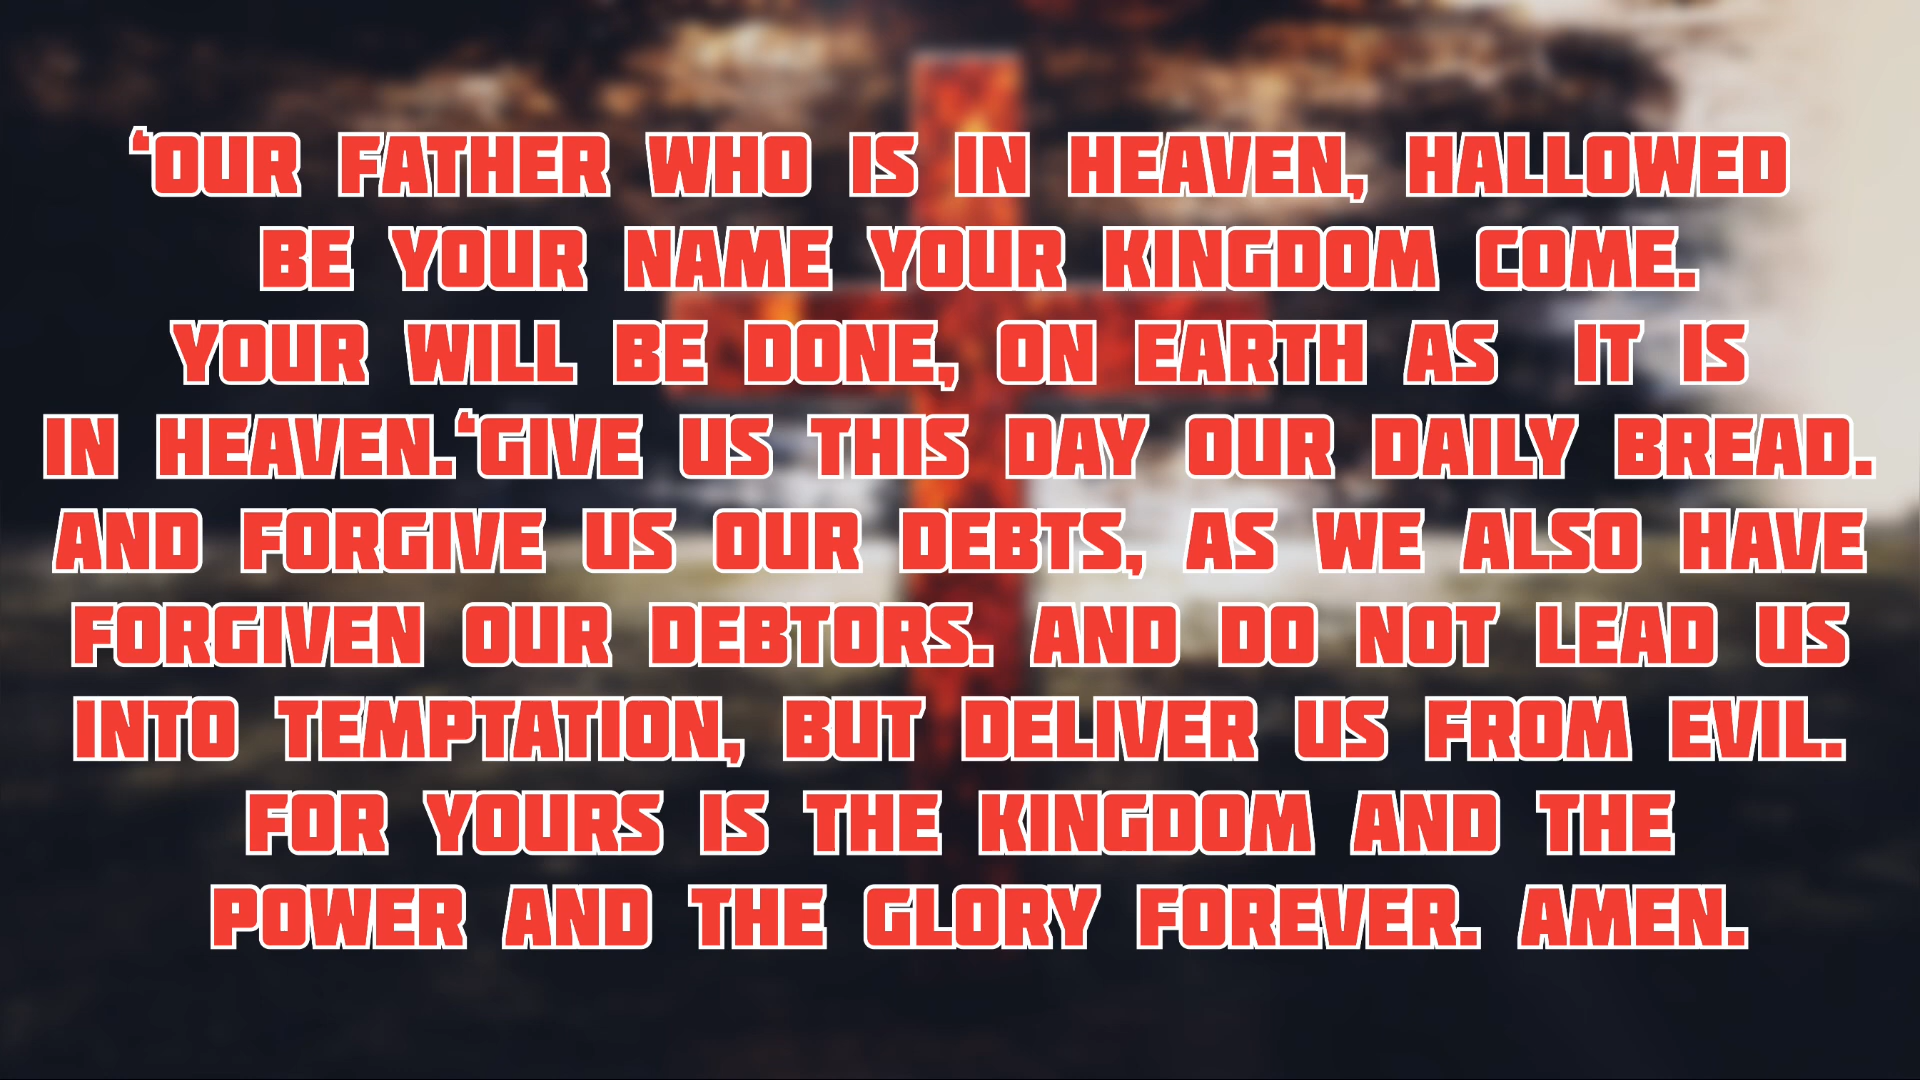 ‘OUR FATHER WHO IS IN HEAVEN, HALLOWED
BE YOUR NAME YOUR KINGDOM COME.
YOUR WILL BE DONE, ON EARTH AS IT IS
IN HEAVEN.‘GIVE US THIS DAY OUR DAILY BREAD.
AND FORGIVE US OUR DEBTS, AS WE ALSO HAVE
FORGIVEN OUR DEBTORS. AND DO NOT LEAD US
INTO TEMPTATION, BUT DELIVER US FROM EVIL.
FOR YOURS IS THE KINGDOM AND THE
POWER AND THE GLORY FOREVER. AMEN.